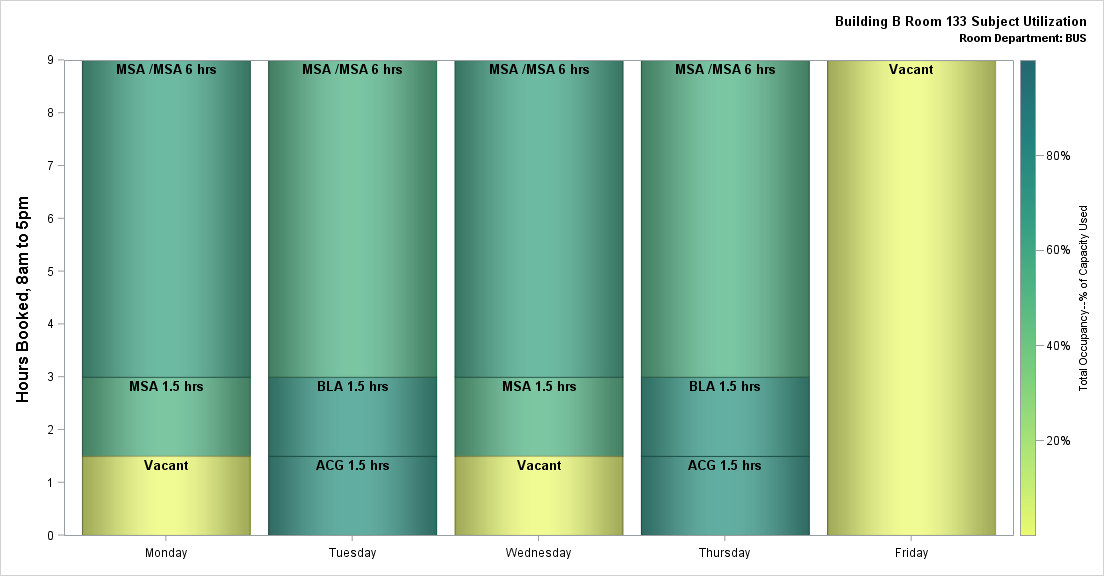 Building B Room 133 Subject Utilization
Room Department: BUS
Hours Booked, 8am to 5pm
9
8
7
6
5
4
3
2
1
0
MSA /MSA 6 hrs
MSA 1.5 hrs
Vacant
MSA /MSA 6 hrs
BLA 1.5 hrs
ACG 1.5 hrs
MSA /MSA 6 hrs
MSA 1.5 hrs
Vacant
MSA /MSA 6 hrs
BLA 1.5 hrs
ACG 1.5 hrs
Vacant
Monday
Tuesday
Wednesday
Thursday
Friday
80%
60%
40%
20%
Total Occupancy--% of Capacity Used